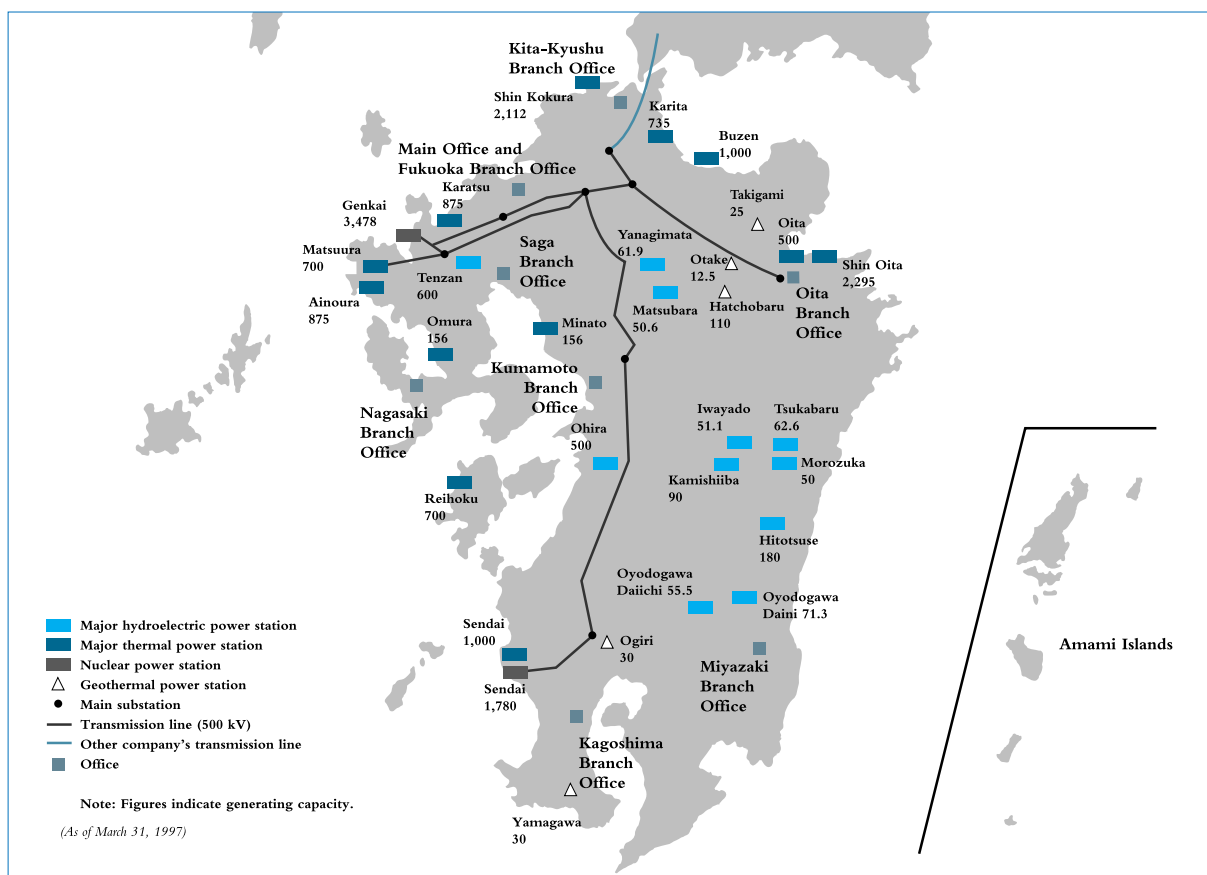 Kita-Kyushu
Branch Office
Shin Kokura
2,112
Karita
735
Buzen
1,000
Main Office and
Fukuoka Branch Office
Karatsu
875
Genkai
3,478
Takigami
25
Oita
500
Matsuura
700
Saga
Branch
Office
Yanagimata
61.9
Otake
12.5
Shin Oita
2,295
Tenzan
600
Ainoura
875
Matsubara
50.6
Hatchobaru
110
Oita
Branch
Office
Omura
156
Minato
156
Kumamoto
Branch
Office
Nagasaki
Branch
Office
Iwayado
51.1
Tsukabaru
62.6
Ohira
500
Kamishiiba
90
Morozuka
50
Reihoku
700
Hitotsuse
180
Oyodogawa
Daiichi 55.5
Oyodogawa
Daini 71.3
Sendai
1,000
Ogiri
30
Amami Islands
Miyazaki
Branch
Office
Sendai
1,780
Kagoshima
Branch
Office
Yamagawa
30
Major hydroelectric power station
Major thermal power station
Nuclear power station
Geothermal power station
Main substation
Transmission line (500 kV)
Other company's transmission line
Office
Note: Figures indicate generating capacity.
(As of March 31, 1997)